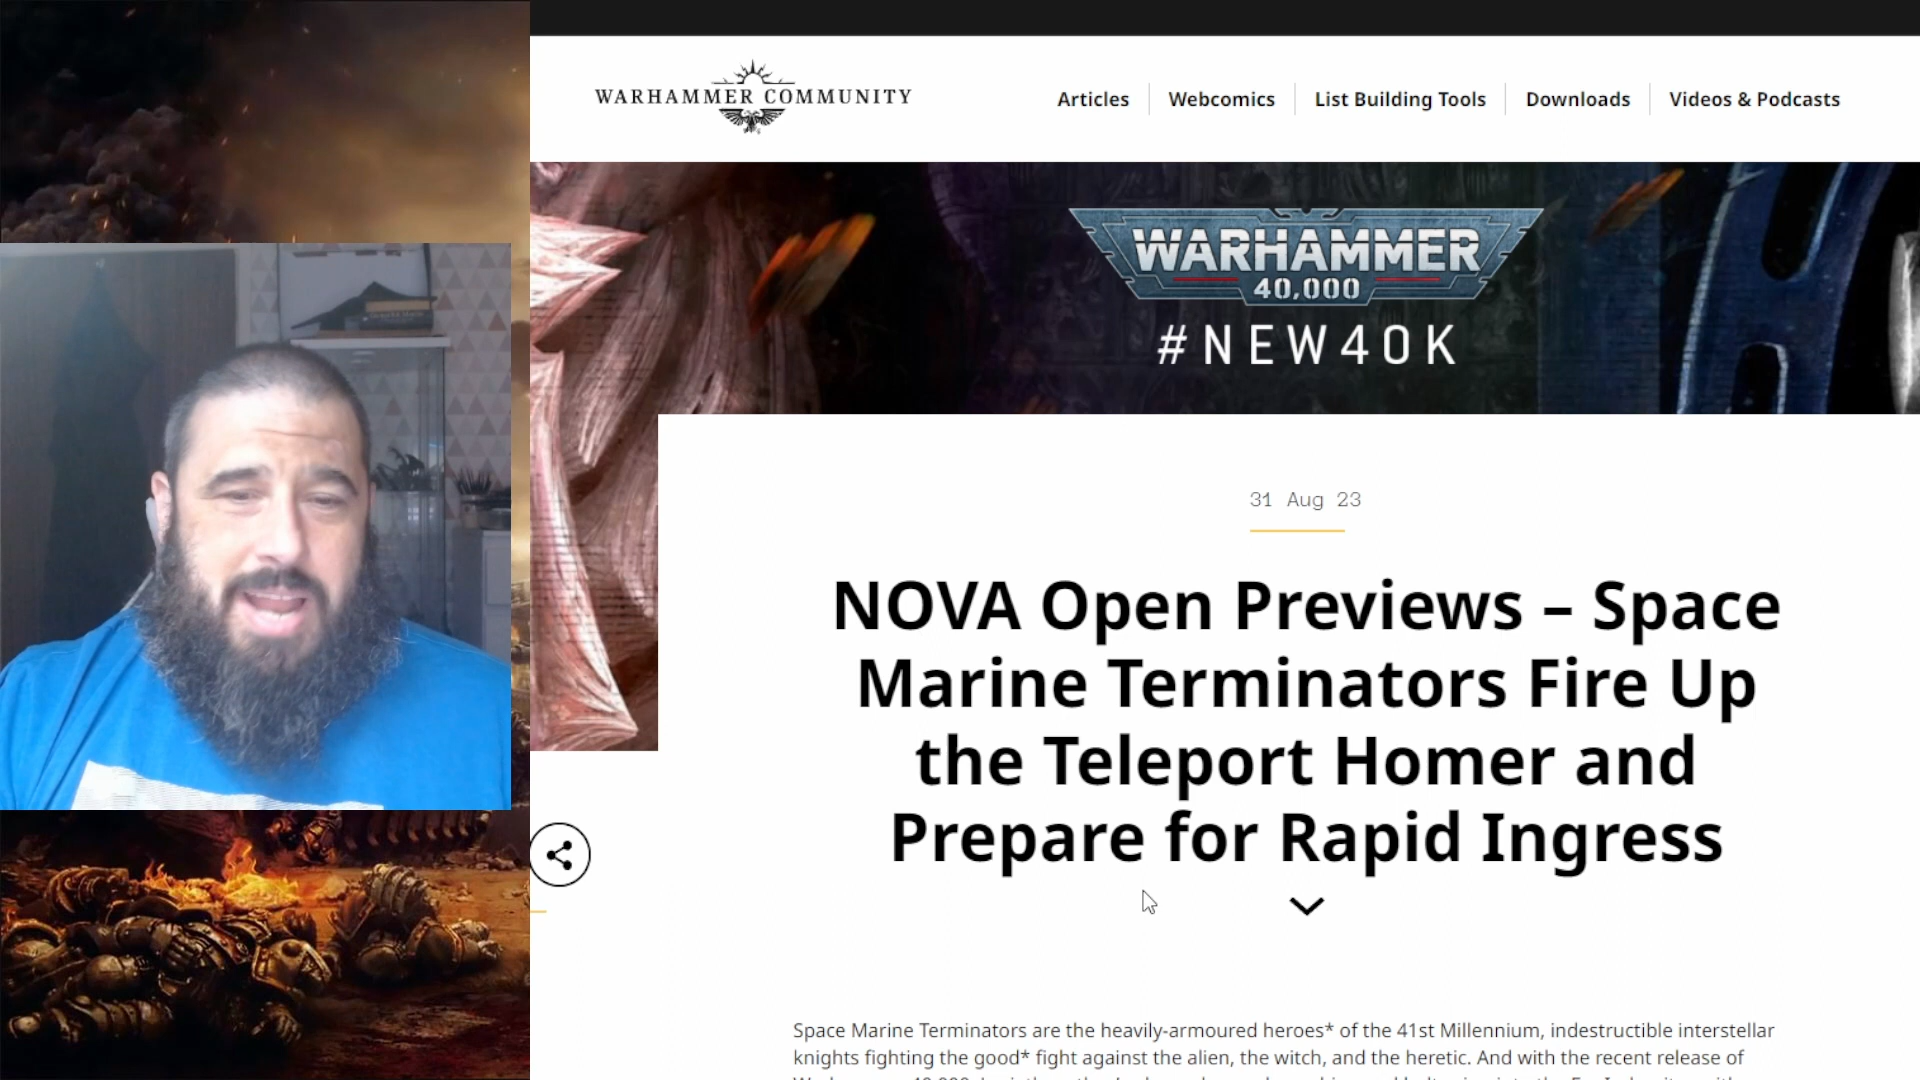 WARHAMMER COMMUNITY
Articles
Webcomics
List Building Tools
Downloads
Videos & Podcasts
WARHAMMER
40,000
#NEW40K
31 Aug 23
NOVA Open Previews – Space
Marine Terminators Fire Up
the Teleport Homer and
Prepare for Rapid Ingress
Space Marine Terminators are the heavily-armoured heroes* of the 41st Millennium, indestructible interstellar
knights fighting the good* fight against the alien, the witch, and the heretic. And with the recent release of